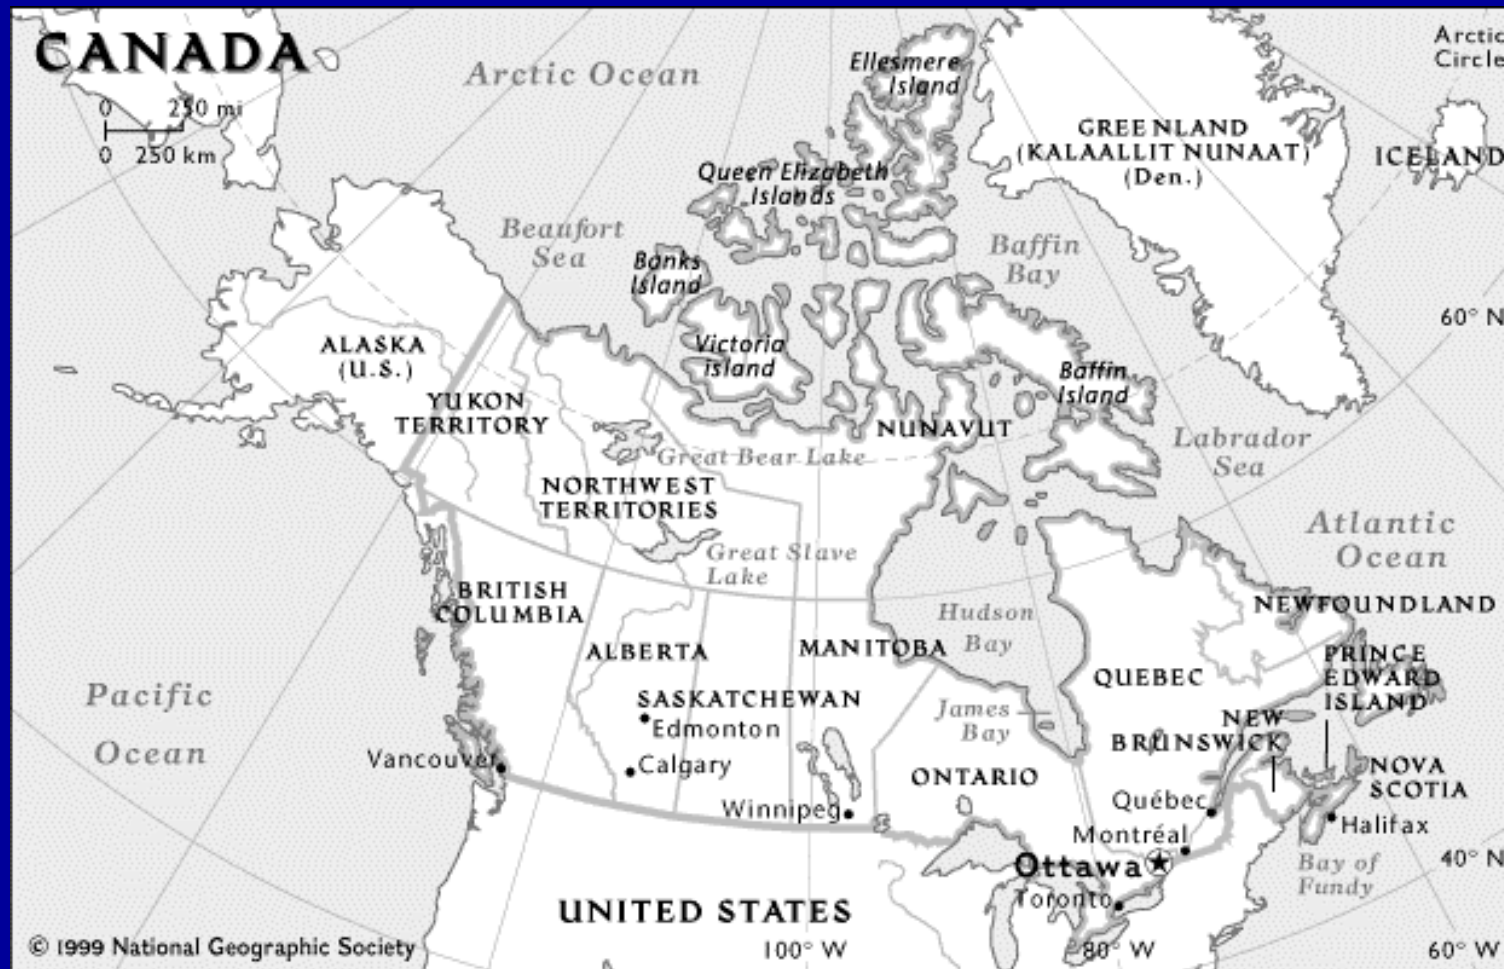 CANADA
0 250 mi
0 250 km
Arctic Ocean
Ellesmere
Island
Arctic
Circle
GREENLAND
(KALAALLIT NUNAAT)
(Den.)
ICELAND
Queen Elizabeth
Islands
Beaufort
Sea
Banks
Island
Baffin
Bay
60° N
ALASKA
(U.S.)
Victoria
island
Baffin
Island
YUKON
TERRITORY
NUNAVUT
Labrador
Sea
Great Bear Lake
NORTHWEST
TERRITORIES
Great Slave
Lake
Atlantic
Ocean
BRITISH
COLUMBIA
Hudson
Bay
NEWFOUNDLAND
ALBERTA
MANITOBA
QUEBEC
PRINCE
EDWARD
ISLAND
Pacific
Ocean
SASKATCHEWAN
Edmonton
James
Bay
NEW
BRUNSWICK
Vancouver
Calgary
ONTARIO
NOVA
SCOTIA
Winnipeg
Québec
Montréal
Halifax
Ottawa
Toronto
Bay of
Fundy
40° N
UNITED STATES
© 1999 National Geographic Society
100° W
80° W
60° W